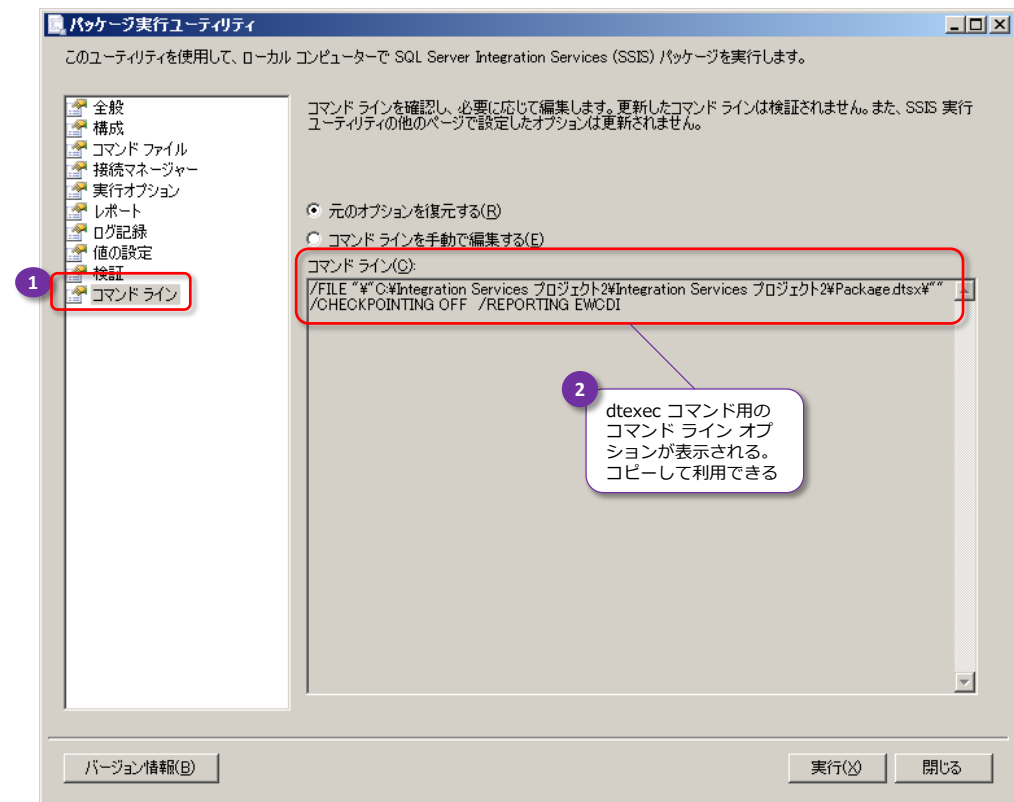 パッケージ実行ユーティリティ
このユーティリティを使用して、ローカル コンピューターで SQL Server Integration Services (SSIS) パッケージを実行します。
全般
構成
コマンド ファイル
接続マネージャー
実行オプション
レポート
ログ記録
値の設定
検証
1
コマンド ライン
コマンド ラインを確認し、必要に応じて編集します。更新したコマンド ラインは検証されません。また、SSIS 実行
ユーティリティの他のページで設定したオプションは更新されません。
元のオプションを復元する(R)
コマンド ラインを手動で編集する(E)
コマンド ライン(C):
/FILE "¥"C:¥Integration Services プロジェクト2¥Integration Services プロジェクト2¥Package.dtsx¥""
/CHECKPOINTING OFF  /REPORTING EWCDI
2
dtexec コマンド用の
コマンド ライン オプ
ションが表示される。
コピーして利用できる
バージョン情報(B)
実行(X)
閉じる